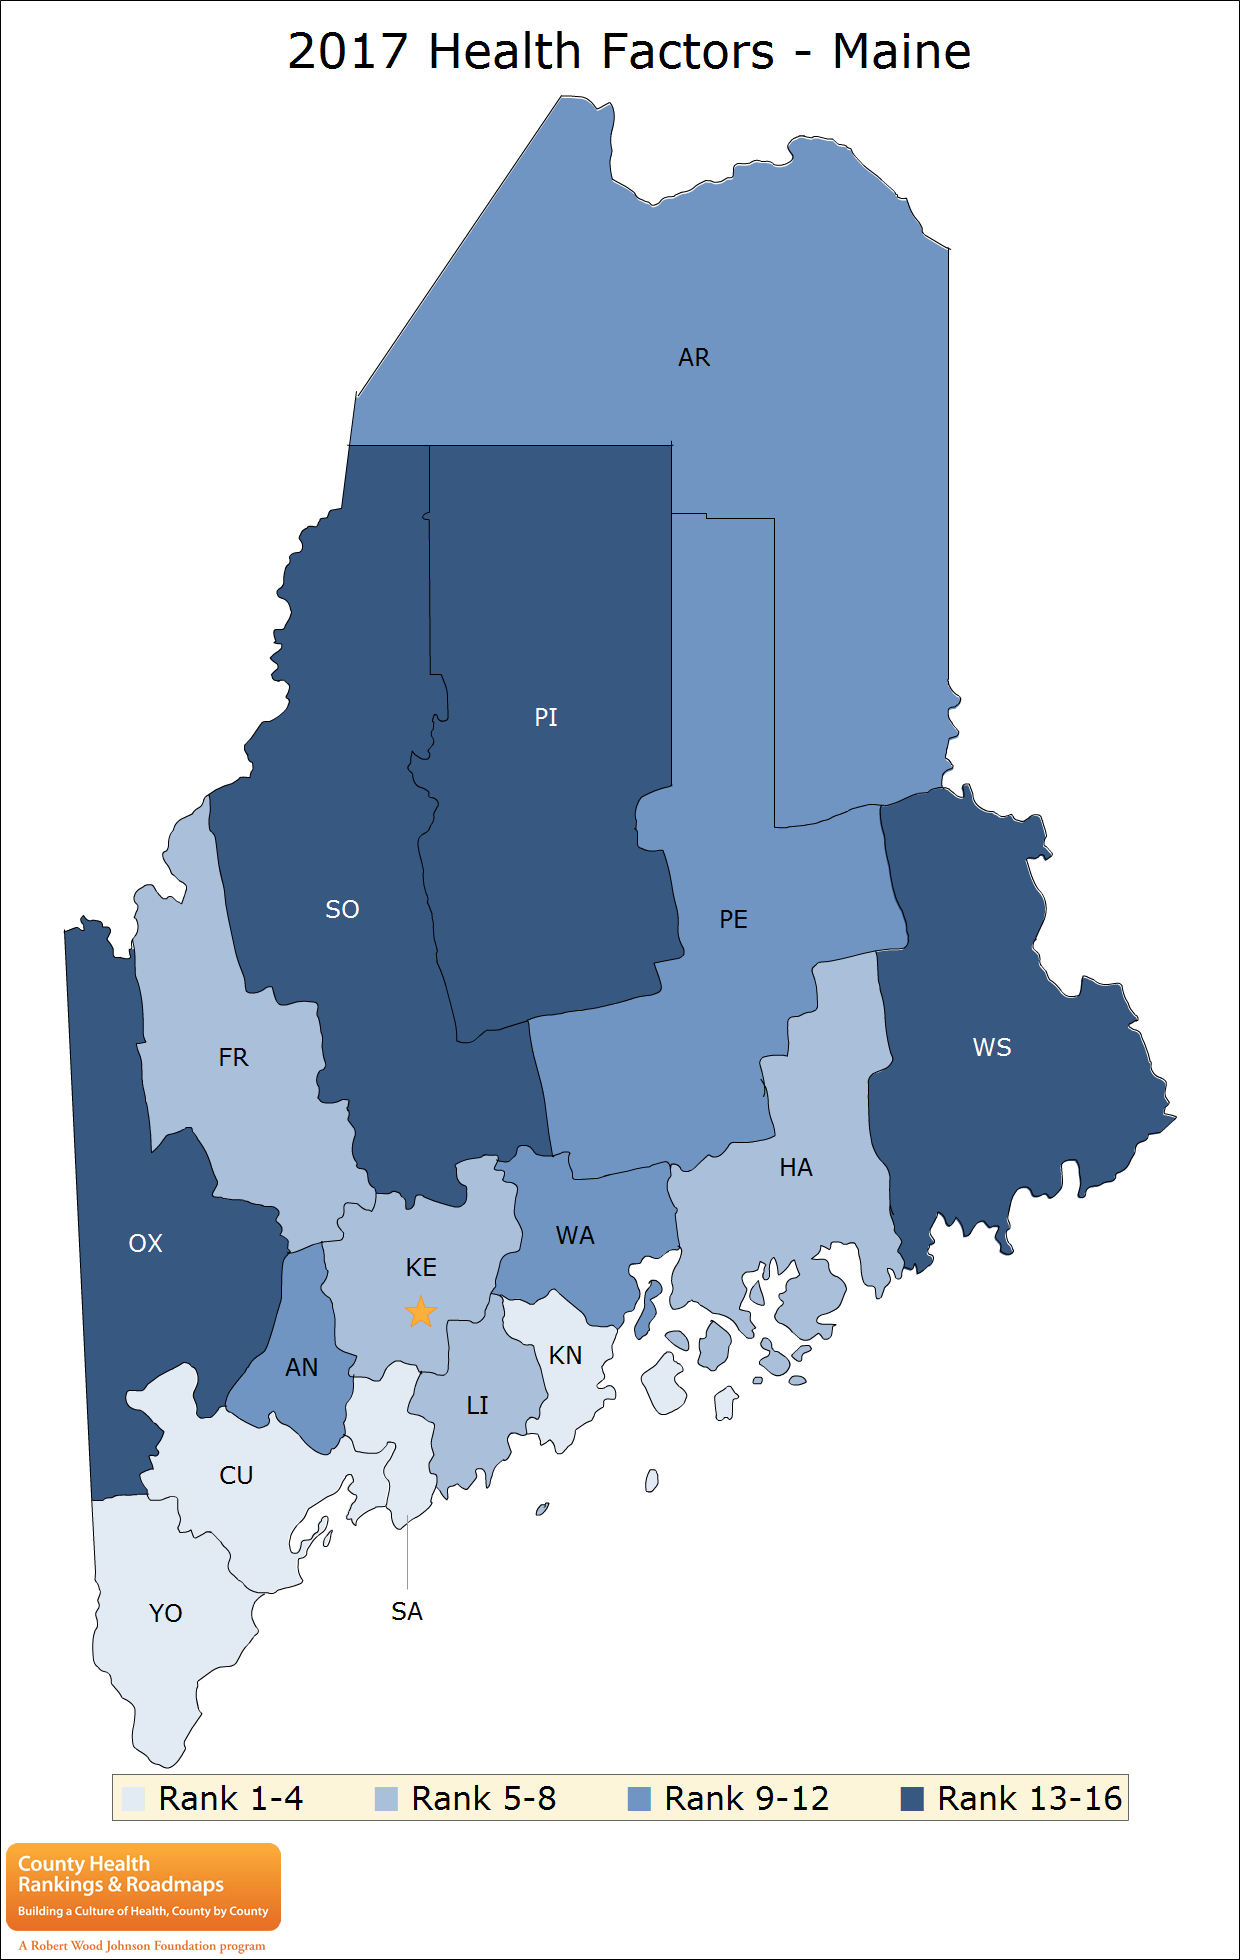 2017 Health Factors - Maine
AR
PI
SO
PE
WS
FR
HA
OX
WA
KE
KN
AN
LI
CU
YO
SA
Rank 1-4
Rank 5-8
Rank 9-12
Rank 13-16
County Health
Rankings & Roadmaps
Building a Culture of Health, County by County
A Robert Wood Johnson Foundation program